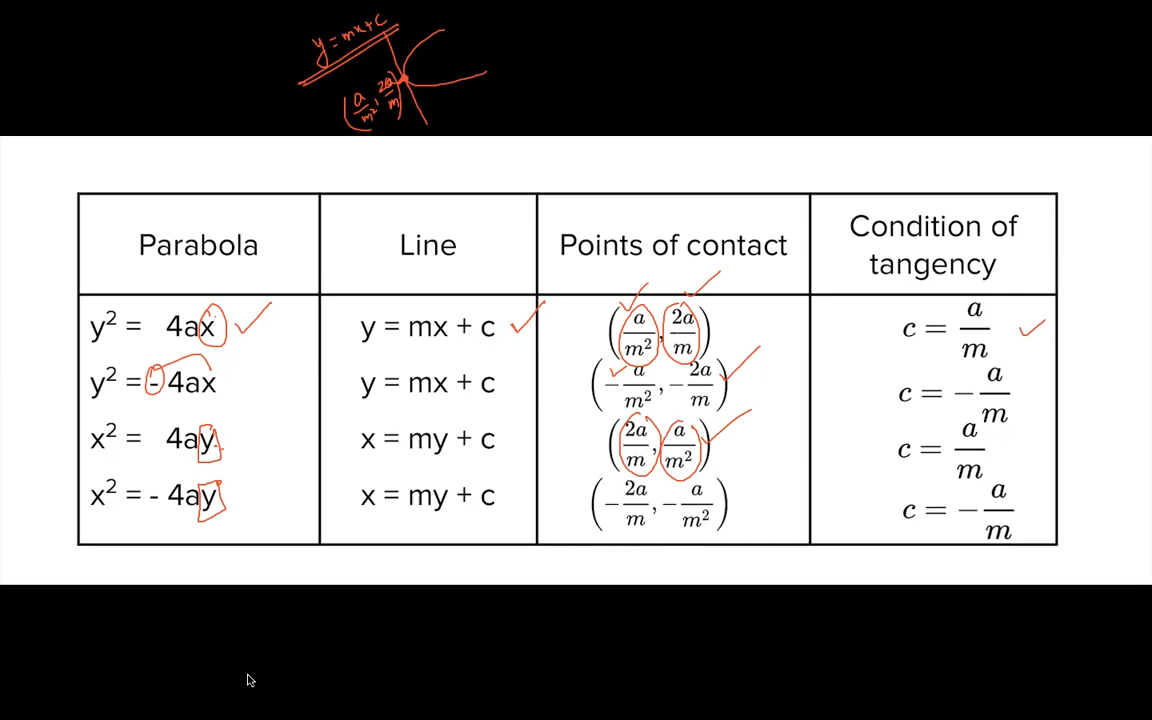 y = mx + c
(a/m², 2a/m)
Parabola | Line | Points of contact | Condition of tangency
y² = 4ax | y = mx + c | (a/m², 2a/m) | c = a/m
y² = - 4ax | y = mx + c | (-a/m², -2a/m) | c = -a/m
x² = 4ay | x = my + c | (2a/m, a/m²) | c = a/m
x² = - 4ay | x = my + c | (-2a/m, -a/m²) | c = -a/m